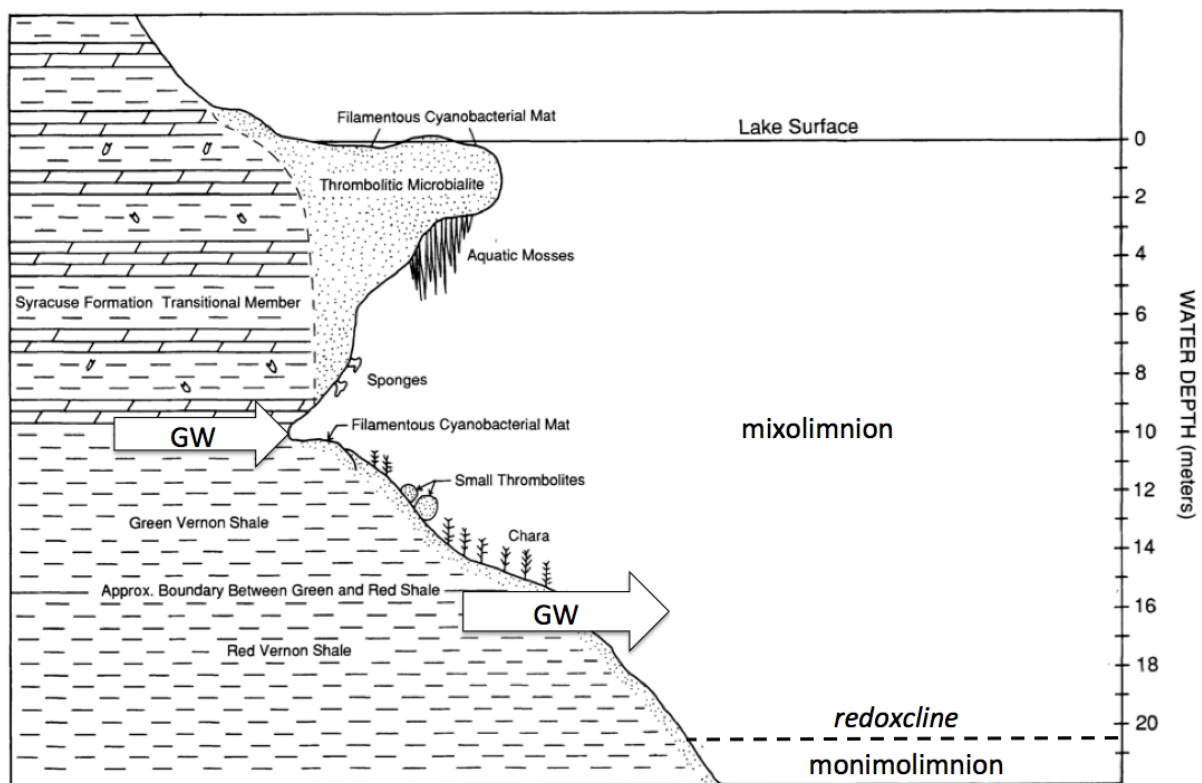 Filamentous Cyanobacterial Mat
Lake Surface
0
Thrombolitic Microbialite
2
Aquatic Mosses
4
Syracuse Formation Transitional Member
6
WATER DEPTH (meters)
Sponges
8
GW
Filamentous Cyanobacterial Mat
mixolimnion
10
Small Thrombolites
12
Green Vernon Shale
Chara
14
Approx. Boundary Between Green and Red Shale
GW
16
Red Vernon Shale
18
redoxcline
20
monimolimnion